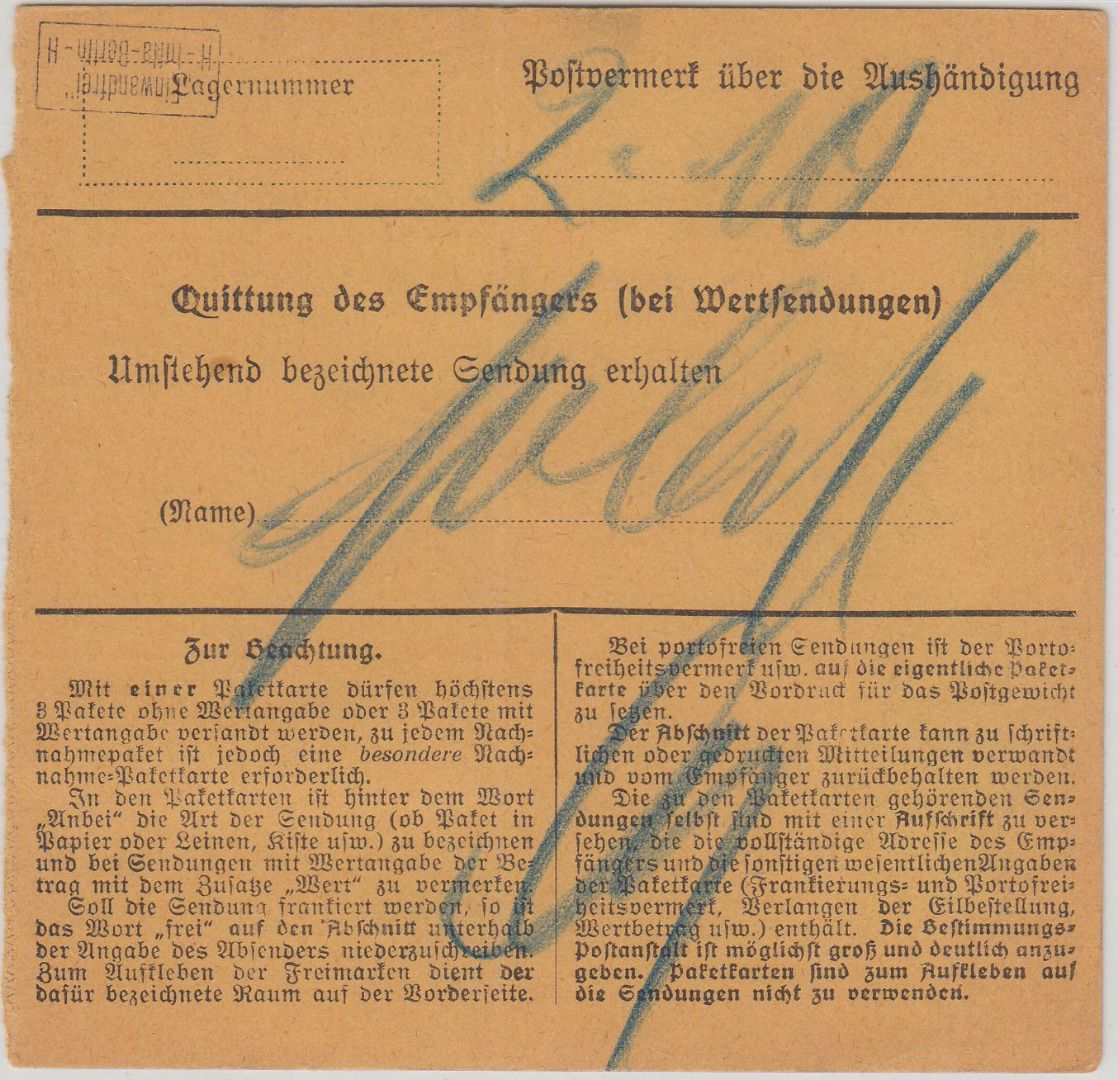 „Einwandfrei“
H-Infla-Berlin-H
Lagernummer
Postvermerk über die Aushändigung
2. 10
Quittung des Empfängers (bei Wertsendungen)
Umstehend bezeichnete Sendung erhalten
(Name)
Zur Beachtung.
Mit einer Paketkarte dürfen höchstens
3 Pakete ohne Wertangabe oder 3 Pakete mit
Wertangabe versandt werden, zu jedem Nach-
nahmepaket ist jedoch eine besondere Nach-
nahme-Paketkarte erforderlich.
In den Paketkarten ist hinter dem Wort
„Anbei“ die Art der Sendung (ob Paket in
Papier oder Leinen, Kiste usw.) zu bezeichnen
und bei Sendungen mit Wertangabe der Be-
trag mit dem Zusatze „Wert“ zu vermerken.
Soll die Sendung frankiert werden, so ist
das Wort „frei“ auf den Abschnitt unterhalb
der Angabe des Absenders niederzuschreiben.
Zum Aufkleben der Freimarken dient der
dafür bezeichnete Raum auf der Vorderseite.
Bei portofreien Sendungen ist der Porto-
freiheitsvermerk usw. auf die eigentliche Paket-
karte über den Vordruck für das Postgewicht
zu setzen.
Der Abschnitt der Paketkarte kann zu schrift-
lichen oder gedruckten Mitteilungen verwandt
und vom Empfänger zurückbehalten werden.
Die zu den Paketkarten gehörenden Sen-
dungen selbst sind mit einer Aufschrift zu ver-
sehen, die die vollständige Adresse des Emp-
fängers und die sonstigen wesentlichen Angaben
der Paketkarte (Frankierungs- und Portofrei-
heitsvermerk, Verlangen der Eilbestellung,
Wertbetrag usw.) enthält. Die Bestimmungs-
Postanstalt ist möglichst groß und deutlich anzu-
geben. Paketkarten sind zum Aufkleben auf
die Sendungen nicht zu verwenden.